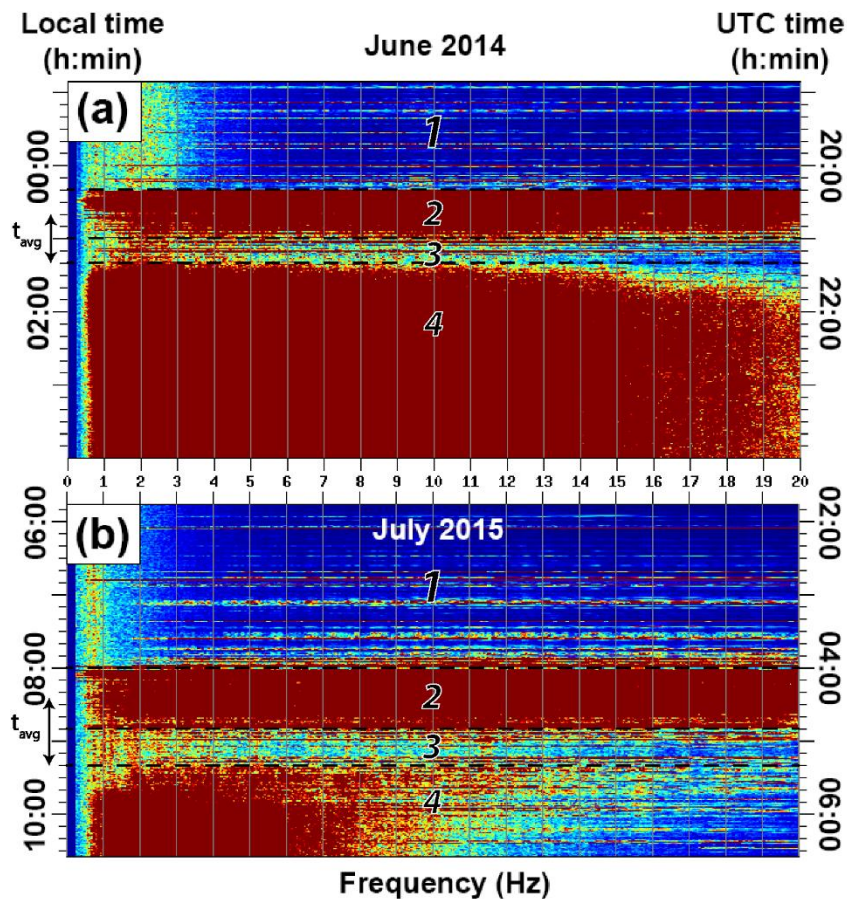 Local time
(h:min)
June 2014
UTC time
(h:min)
(a)
1
2
3
4
00:00
02:00
t avg
20:00
22:00
0 1 2 3 4 5 6 7 8 9 10 11 12 13 14 15 16 17 18 19 20
(b)
July 2015
1
2
3
4
06:00
08:00
10:00
t avg
02:00
04:00
06:00
Frequency (Hz)